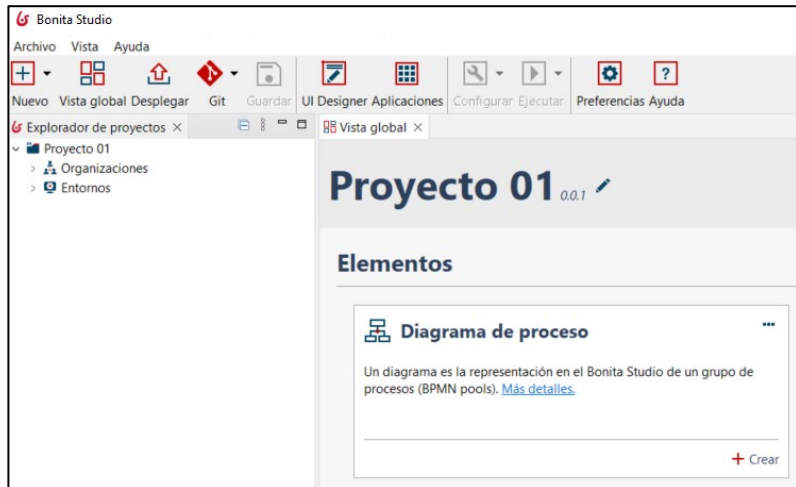 Bonita Studio
Archivo Vista Ayuda
Nuevo Vista global Desplegar Git Guardar UI Designer Aplicaciones Configurar Ejecutar Preferencias Ayuda
Explorador de proyectos
Proyecto 01
Organizaciones
Entornos
Vista global
Proyecto 01 0.0.1
Elementos
Diagrama de proceso
Un diagrama es la representación en el Bonita Studio de un grupo de
procesos (BPMN pools). Más detalles.
Crear